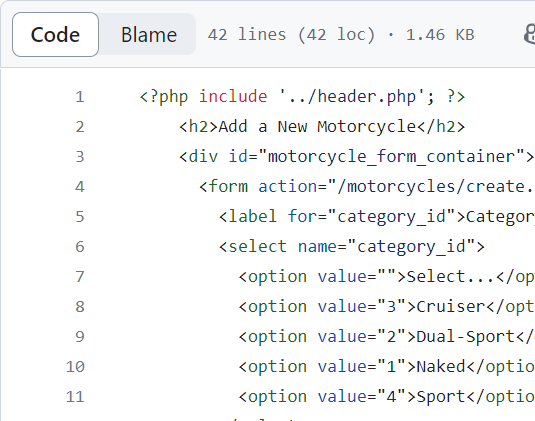 Code Blame 42 lines (42 loc) · 1.46 KB
1 <?php include '../header.php'; ?>
2 <h2>Add a New Motorcycle</h2>
3 <div id="motorcycle_form_container">
4 <form action="/motorcycles/create.
5 <label for="category_id">Category
6 <select name="category_id">
7 <option value="">Select...</op
8 <option value="3">Cruiser</opt
9 <option value="2">Dual-Sport</
10 <option value="1">Naked</optio
11 <option value="4">Sport</optio